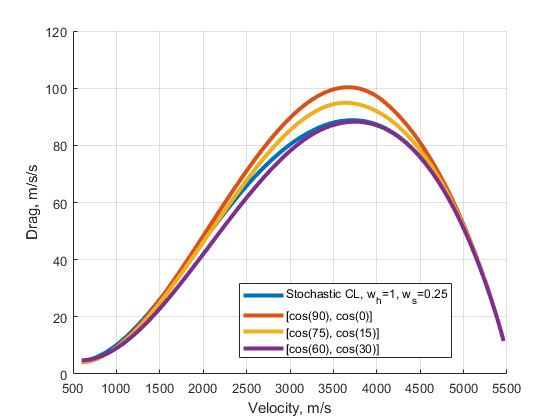 120
100
80
60
40
20
0
Drag, m/s/s
Stochastic CL, w_h=1, w_s=0.25
[cos(90), cos(0)]
[cos(75), cos(15)]
[cos(60), cos(30)]
500 1000 1500 2000 2500 3000 3500 4000 4500 5000 5500
Velocity, m/s